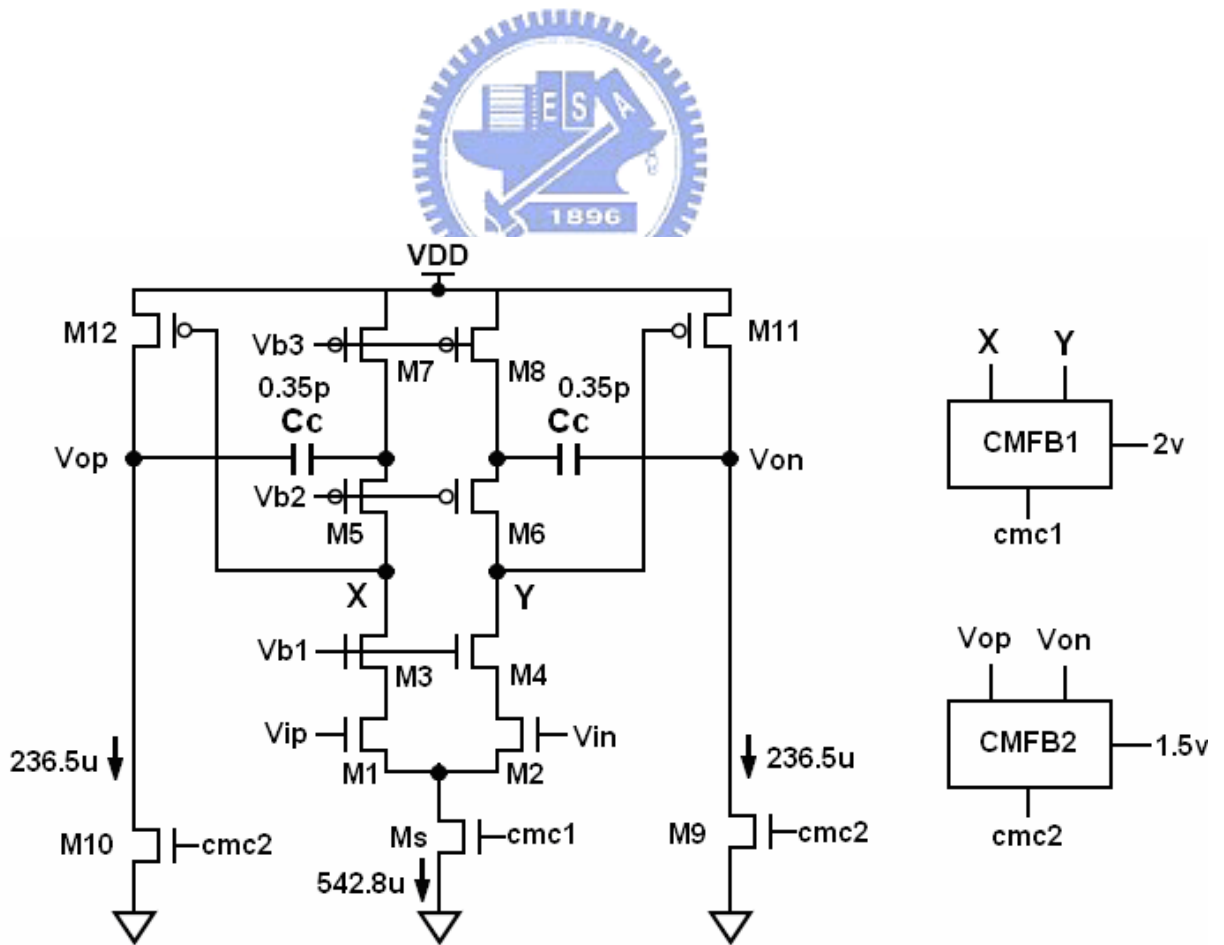 E S A
1896
VDD
M12
M11
Vb3
M7
M8
0.35p
0.35p
Cc
Cc
Vop
Von
Vb2
M5
M6
X
Y
Vb1
M3
M4
Vip
Vin
M1
M2
236.5u
236.5u
M10
cmc2
Ms
cmc1
M9
cmc2
542.8u
X
Y
CMFB1
2v
cmc1
Vop
Von
CMFB2
1.5v
cmc2